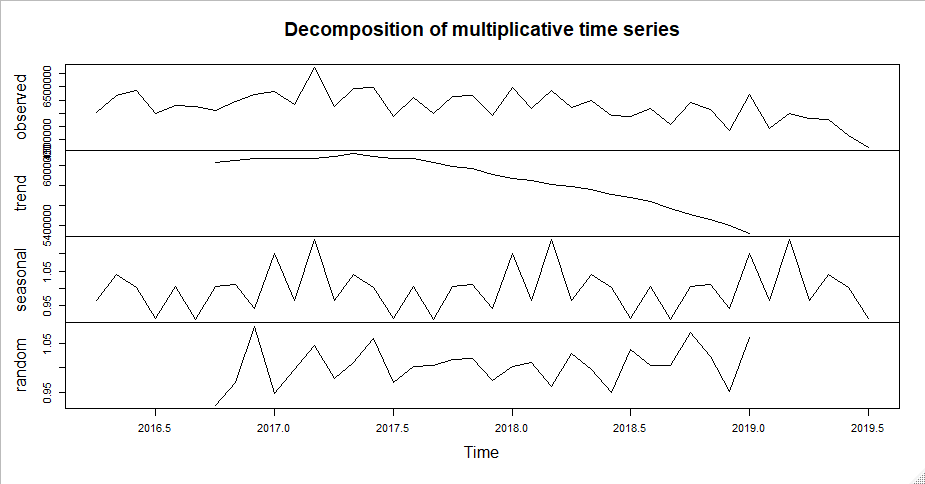 Decomposition of multiplicative time series
observed
6500000
trend
6000000
5400000
seasonal
1.05
0.95
random
1.05
0.95
2016.5 2017.0 2017.5 2018.0 2018.5 2019.0 2019.5
Time